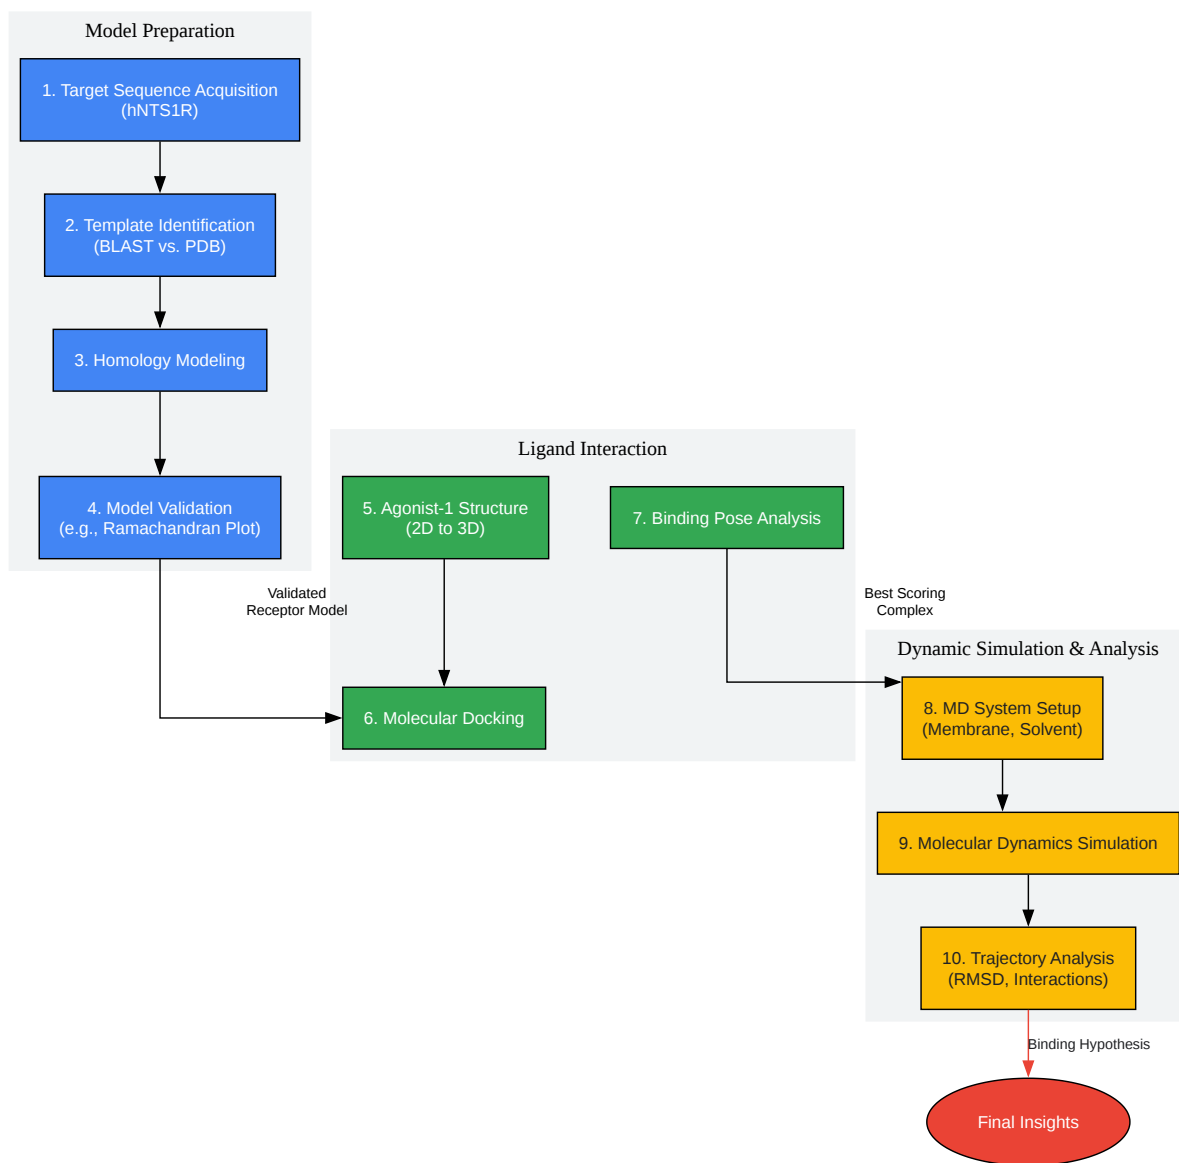 Model Preparation
1. Target Sequence Acquisition
(hNTS1R)
2. Template Identification
(BLAST vs. PDB)
3. Homology Modeling
4. Model Validation
(e.g., Ramachandran Plot)
Validated
Receptor Model
Ligand Interaction
5. Agonist-1 Structure
(2D to 3D)
6. Molecular Docking
7. Binding Pose Analysis
Best Scoring
Complex
Dynamic Simulation & Analysis
8. MD System Setup
(Membrane, Solvent)
9. Molecular Dynamics Simulation
10. Trajectory Analysis
(RMSD, Interactions)
Binding Hypothesis
Final Insights